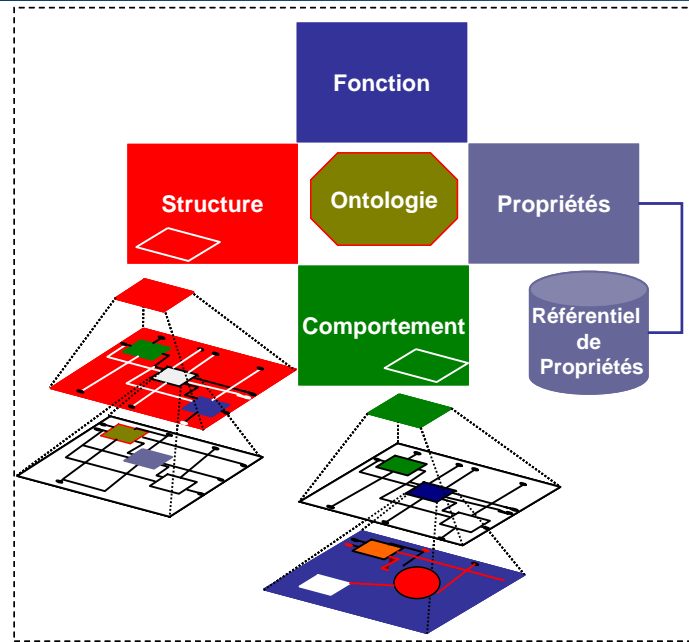 Fonction
Structure
Ontologie
Propriétés
Comportement
Référentiel
de
Propriétés